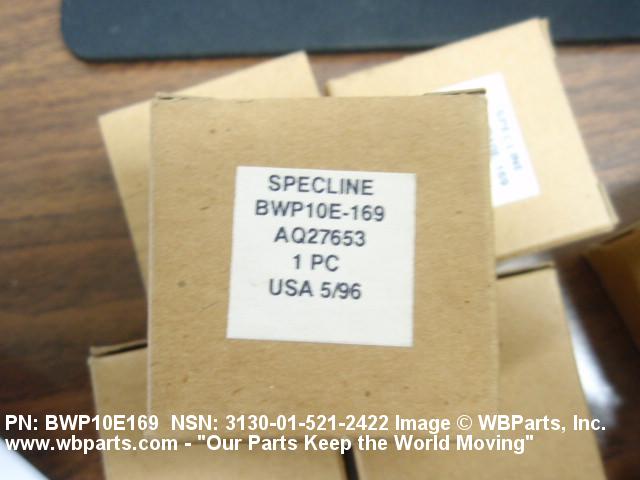 SPECLINE
BWP10E-169
AQ27653
1 PC
USA 5/96
PN: BWP10E169 NSN: 3130-01-521-2422 Image © WBParts, Inc.
www.wbparts.com - "Our Parts Keep the World Moving"